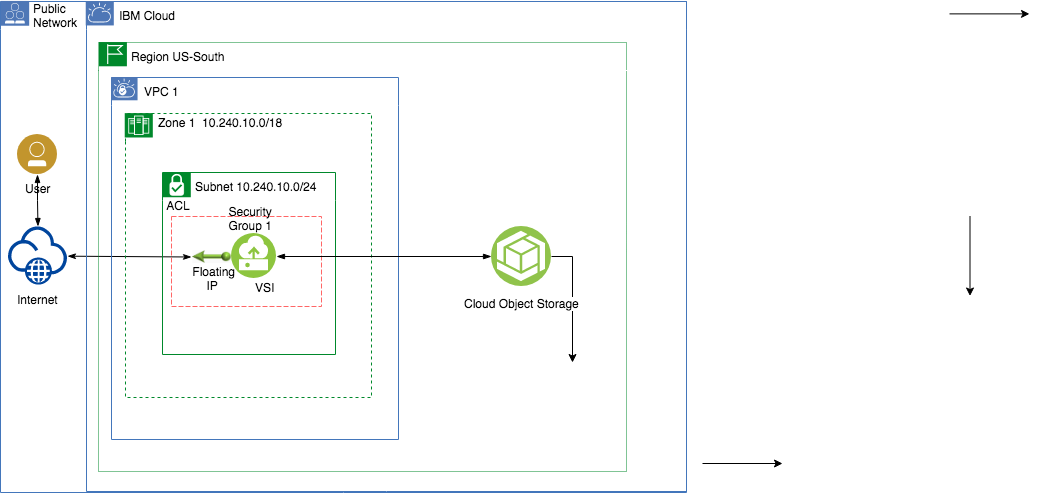 Public
Network
IBM Cloud
Region US-South
VPC 1
Zone 1  10.240.10.0/18
User
Subnet 10.240.10.0/24
ACL
Security
Group 1
Floating
IP
VSI
Internet
Cloud Object Storage